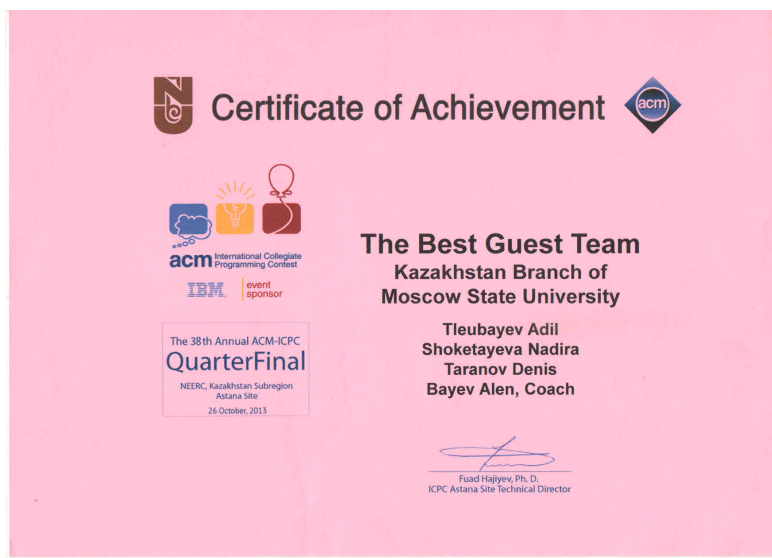 Certificate of Achievement
acm
acm International Collegiate
Programming Contest
IBM. event
sponsor
The 38th Annual ACM-ICPC
QuarterFinal
NEERC, Kazakhstan Subregion
Astana Site
26 October, 2013
The Best Guest Team
Kazakhstan Branch of
Moscow State University
Tleubayev Adil
Shoketayeva Nadira
Taranov Denis
Bayev Alen, Coach
Fuad Hajiyev, Ph. D.
ICPC Astana Site Technical Director